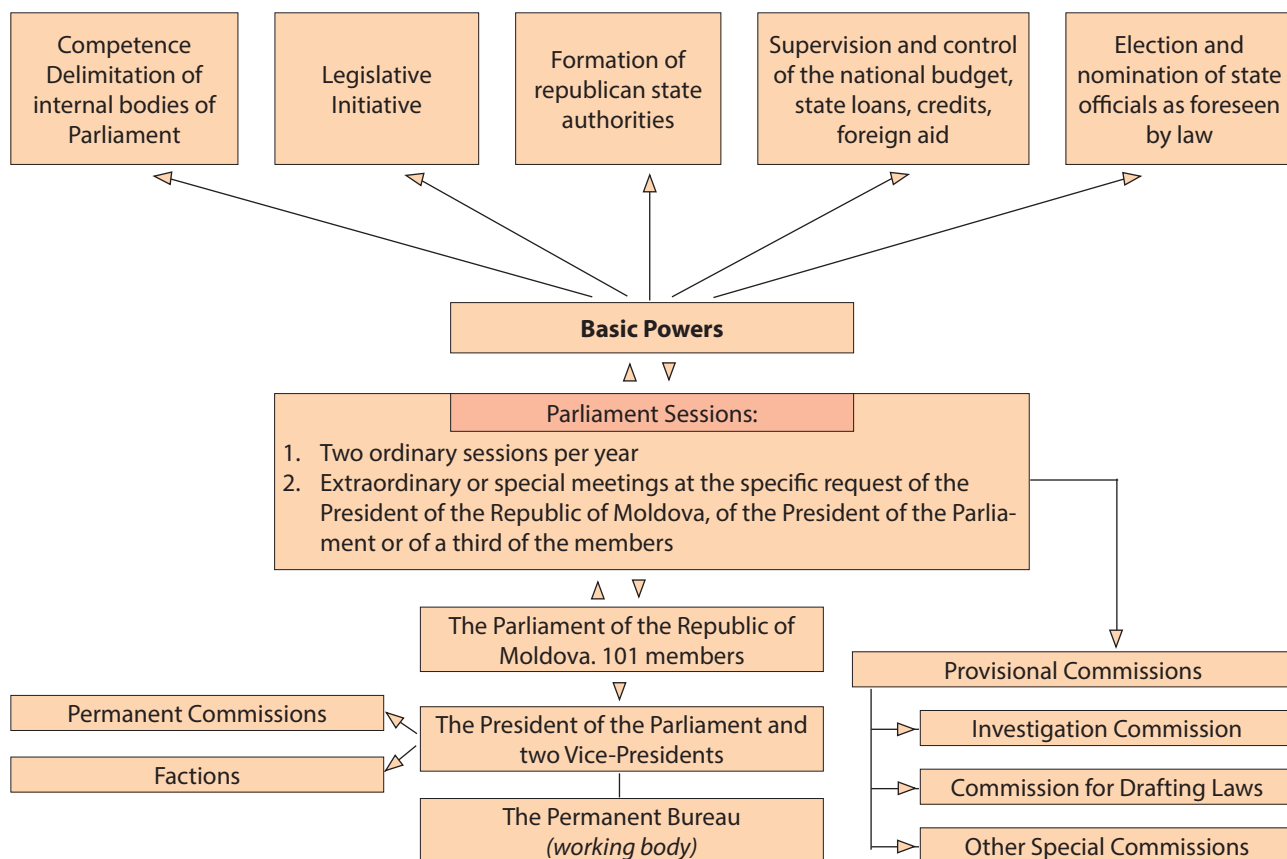 Competence
Delimitation of
internal bodies of
Parliament
Legislative
Initiative
Formation of
republican state
authorities
Supervision and control
of the national budget,
state loans, credits,
foreign aid
Election and
nomination of state
officials as foreseen
by law
Basic Powers
Parliament Sessions:
1. Two ordinary sessions per year
2. Extraordinary or special meetings at the specific request of the
President of the Republic of Moldova, of the President of the Parlia-
ment or of a third of the members
The Parliament of the Republic of
Moldova. 101 members
Provisional Commissions
Permanent Commissions
The President of the Parliament and
two Vice-Presidents
Investigation Commission
Factions
Commission for Drafting Laws
The Permanent Bureau
(working body)
Other Special Commissions